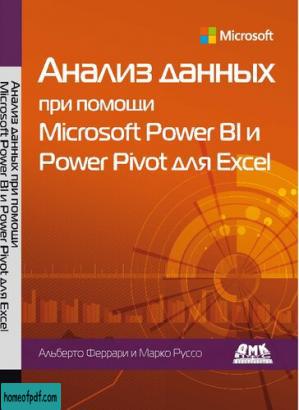 Microsoft
Анализ данных
при помощи
Microsoft Power BI и
Power Pivot для Excel
Альберто Феррари и Марко Руссо
ДМК
Анализ данных при помощи
Microsoft Power BI и Power Pivot для Excel
homeofpdf.com